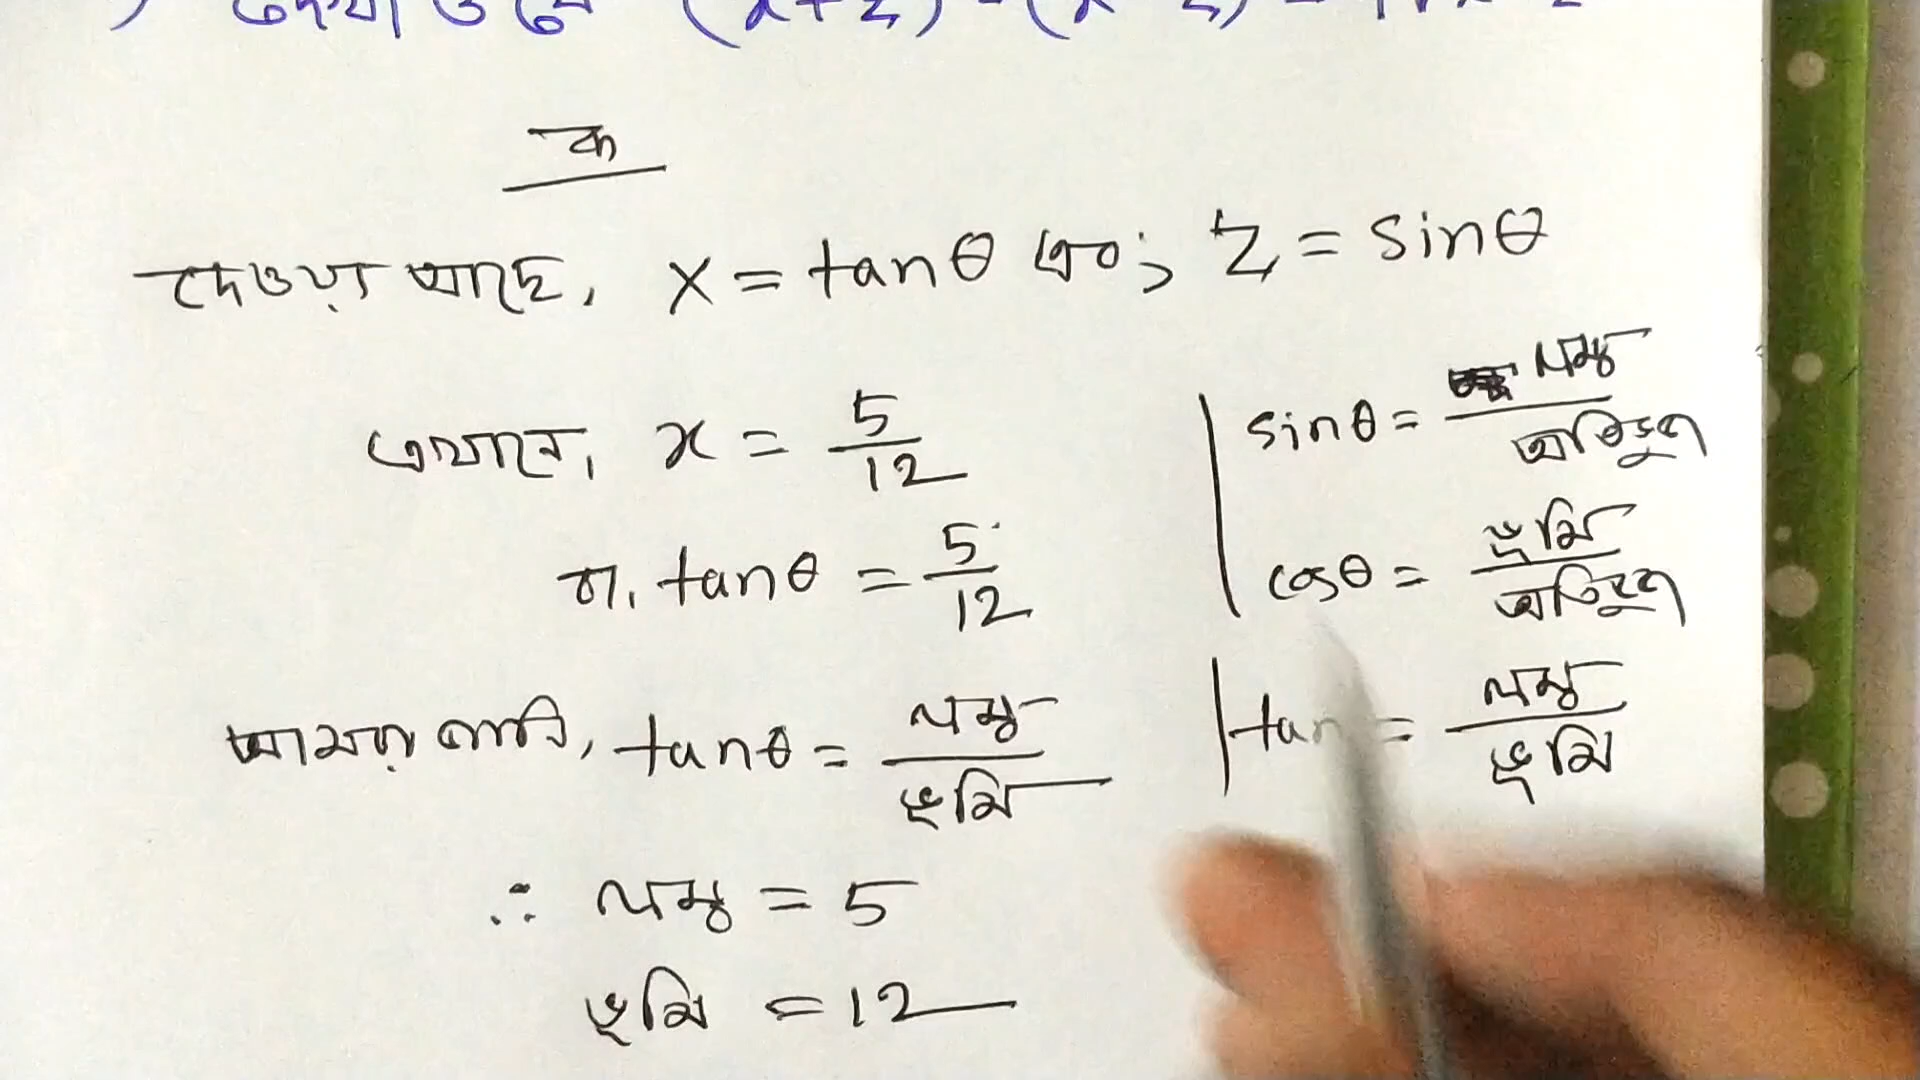 (x+z) - (x-z) =
ক
দেওয়া আছে, x = tanθ এবং z = sinθ
এখানে, x = 5/12
বা, tanθ = 5/12
আমরা জানি, tanθ = লম্ব/ভূমি
∴ লম্ব = 5
ভূমি = 12
sinθ = লম্ব/অতিভুজ
cosθ = ভূমি/অতিভুজ
tan = লম্ব/ভূমি